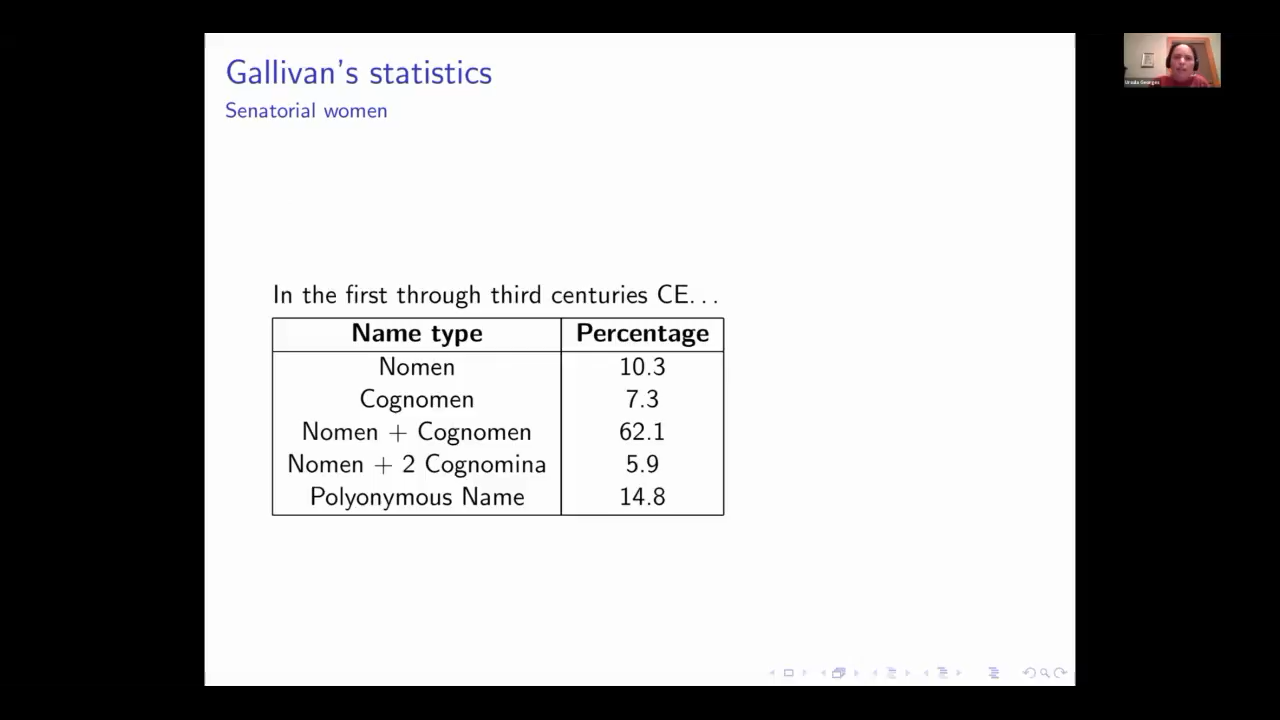 Gallivan's statistics
Senatorial women
In the first through third centuries CE...
Name type Percentage
Nomen 10.3
Cognomen 7.3
Nomen + Cognomen 62.1
Nomen + 2 Cognomina 5.9
Polyonymous Name 14.8